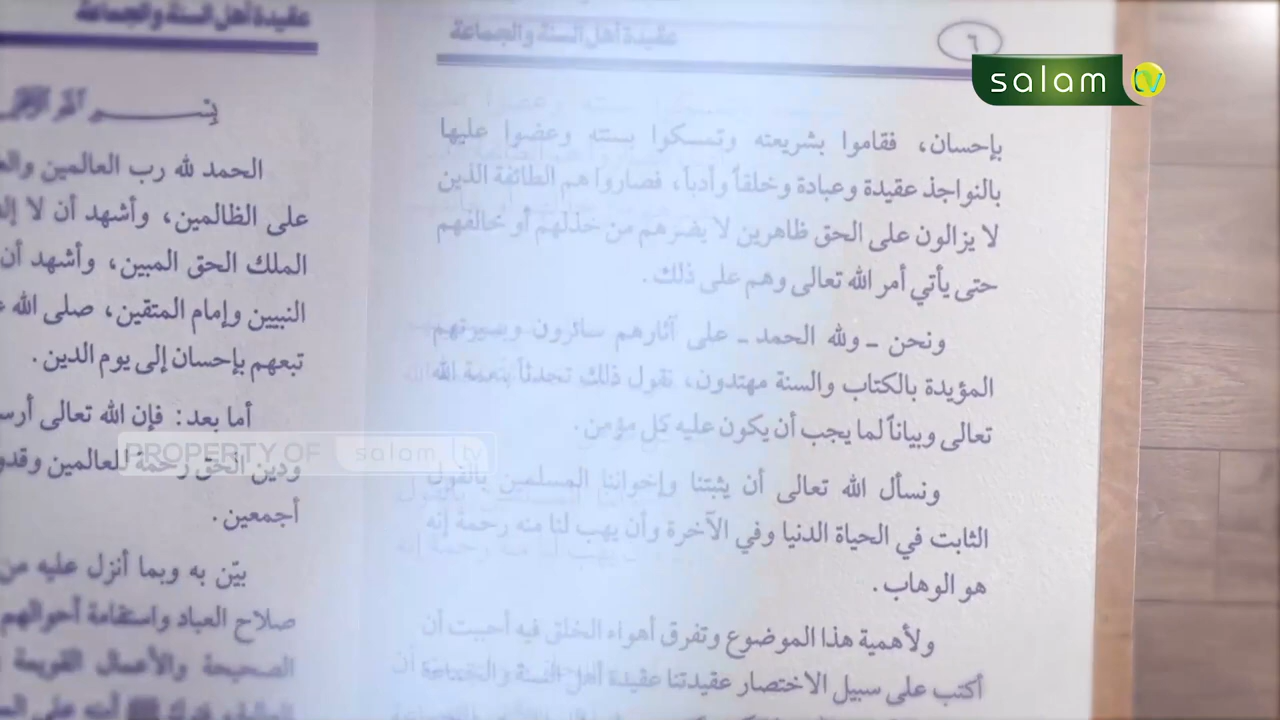 عقيدة أهل السنة والجماعة
٦
salam tv
بإحسان، فقاموا بشريعته وتمسكوا بسنته وعضوا عليها
بالنواجذ عقيدة وعبادة وخلقاً وأدباً، فصاروا هم الطائفة الذين
لا يزالون على الحق ظاهرين لا يضرهم من خذلهم أو خالفهم
حتى يأتي أمر الله تعالى وهم على ذلك.
ونحن ـ ولله الحمد ـ على آثارهم سائرون وبسيرتهم
المؤيدة بالكتاب والسنة مهتدون، نقول ذلك تحدثاً بنعمة الله
تعالى وبياناً لما يجب أن يكون عليه كل مؤمن.
ونسأل الله تعالى أن يثبتنا وإخواننا المسلمين بالقول
الثابت في الحياة الدنيا وفي الآخرة وأن يهب لنا منه رحمة إنه
هو الوهاب.
ولأهمية هذا الموضوع وتفرق أهواء الخلق فيه أحببت أن
أكتب على سبيل الاختصار عقيدتنا عقيدة أهل السنة والجماعة
عقيدة أهل السنة والجماعة
بسم الله
الحمد لله رب العالمين
على الظالمين، وأشهد أن لا
الملك الحق المبين، وأشهد أن
النبيين وإمام المتقين، صلى الله
تبعهم بإحسان إلى يوم الدين.
أما بعد: فإن الله تعالى
ودين الحق رحمة للعالمين
أجمعين.
بيّن به وبما أنزل عليه من
صلاح العباد واستقامة أحوالهم
الصحيحة والأعمال القويمة
PROPERTY OF salam tv